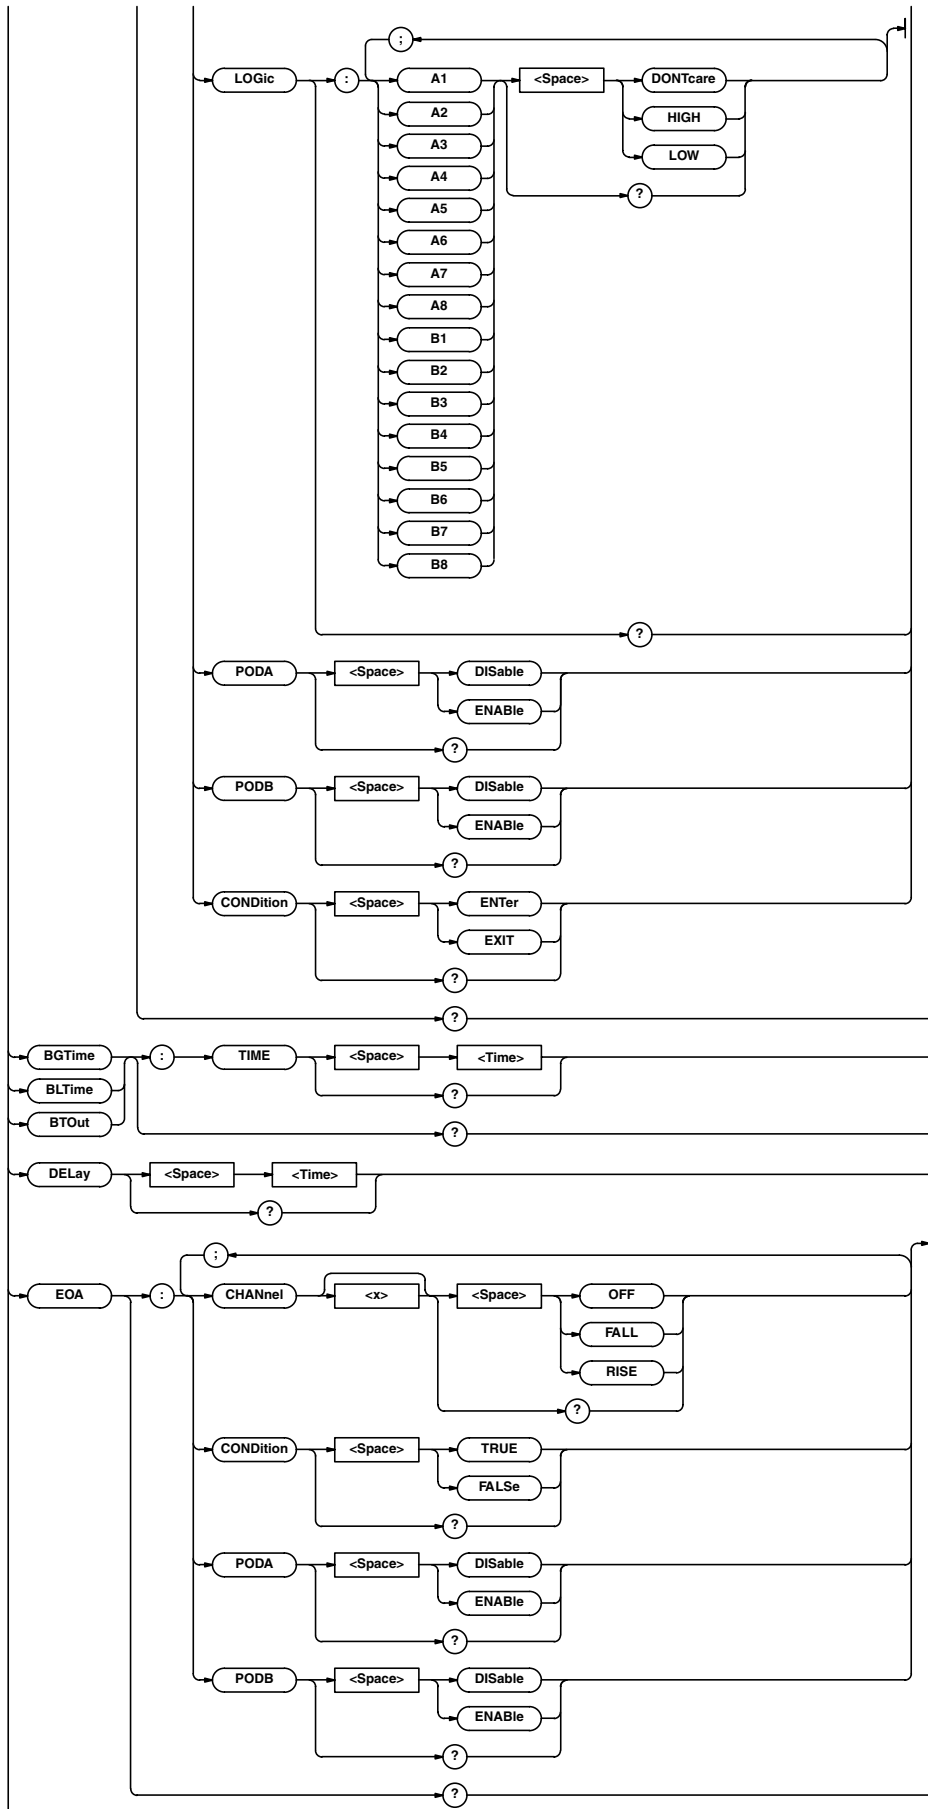 ;
LOGic : A1 <Space> DONTcare
A2 HIGH
A3 LOW
A4
?
A5
A6
A7
A8
B1
B2
B3
B4
B5
B6
B7
B8
?
PODA <Space> DISable
ENABle
?
PODB <Space> DISable
ENABle
?
CONDition <Space> ENTer
EXIT
?
?
BGTime : TIME <Space> <Time>
BLTime ?
BTOut
?
DELay <Space> <Time>
?
;
EOA : CHANnel <x> <Space> OFF
FALL
RISE
?
CONDition <Space> TRUE
FALSe
?
PODA <Space> DISable
ENABle
?
PODB <Space> DISable
ENABle
?
?